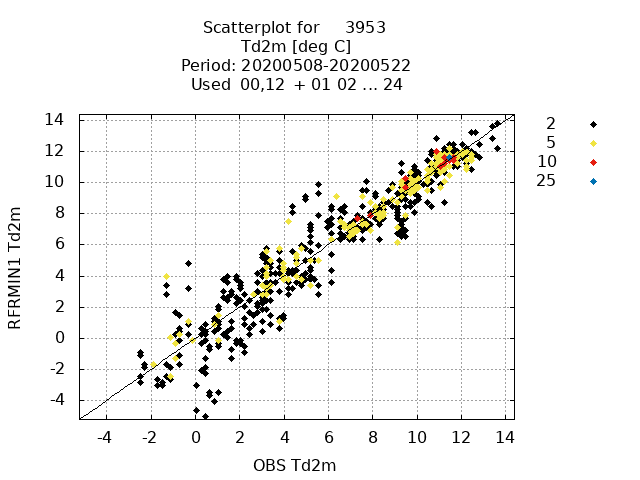 Scatterplot for 3953
Td2m [deg C]
Period: 20200508-20200522
Used 00,12 + 01 02 ... 24
14
12
10
8
6
4
2
0
-2
-4
-4 -2 0 2 4 6 8 10 12 14
RFRMIN1 Td2m
OBS Td2m
2
5
10
25